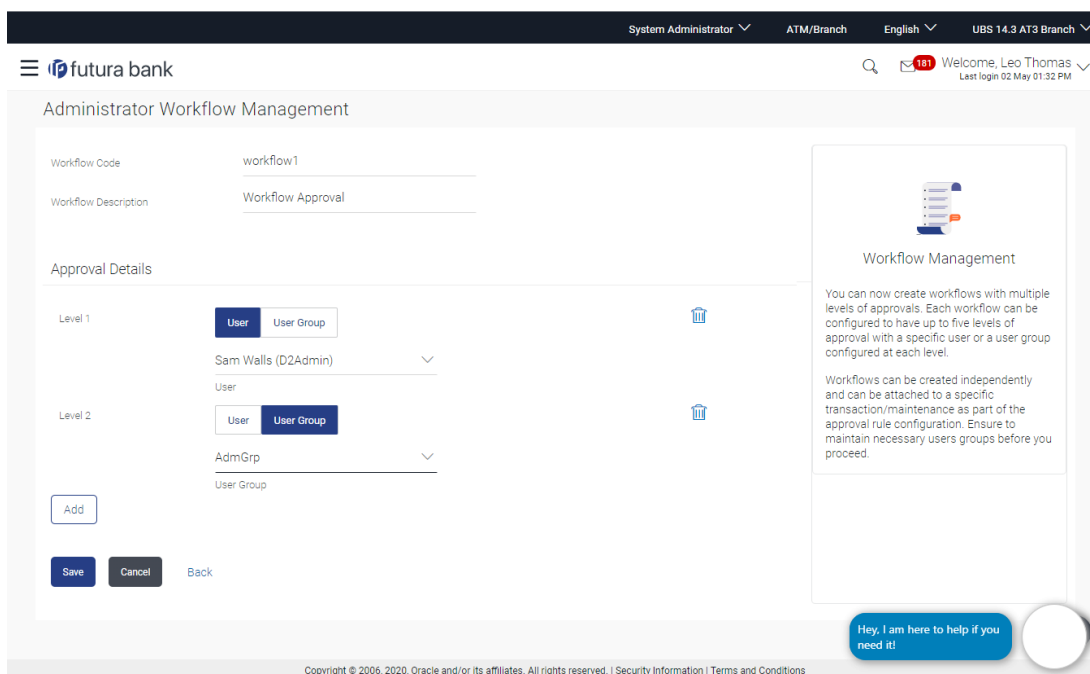 System Administrator ATM/Branch English UBS 14.3 AT3 Branch
futura bank
181
Welcome, Leo Thomas
Last login 02 May 01:32 PM
Administrator Workflow Management
Workflow Code workflow1
Workflow Description Workflow Approval
Approval Details
Level 1 User User Group
Sam Walls (D2Admin)
User
Level 2 User User Group
AdmGrp
User Group
Add
Save Cancel Back
Workflow Management
You can now create workflows with multiple
levels of approvals. Each workflow can be
configured to have up to five levels of
approval with a specific user or a user group
configured at each level.
Workflows can be created independently
and can be attached to a specific
transaction/maintenance as part of the
approval rule configuration. Ensure to
maintain necessary users groups before you
proceed.
Hey, I am here to help if you
need it!
Copyright © 2006, 2020, Oracle and/or its affiliates. All rights reserved. | Security Information | Terms and Conditions